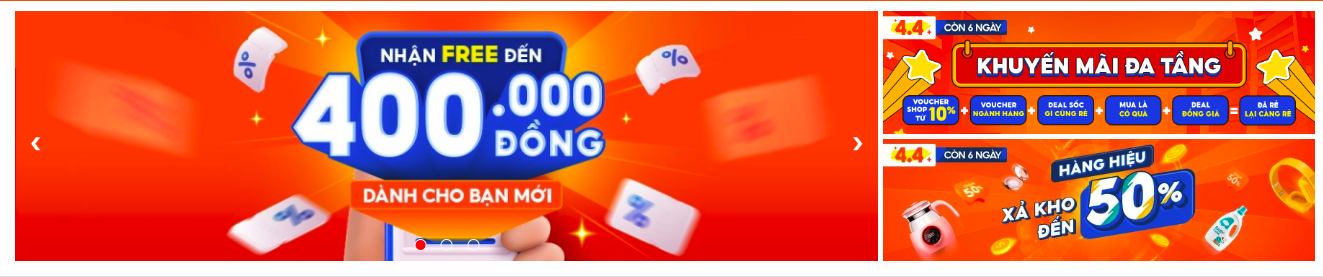 NHẬN FREE ĐẾN
400.000
ĐỒNG
DÀNH CHO BẠN MỚI
4.4 CÒN 6 NGÀY
KHUYẾN MÃI ĐA TẦNG
VOUCHER SHOP TỪ 10% + VOUCHER NGÀNH HÀNG + DEAL SỐC GÌ CŨNG RẺ + MUA LÀ CÓ QUÀ + DEAL ĐỒNG GIÁ = ĐÃ RẺ LẠI CÀNG RẺ
4.4 CÒN 6 NGÀY
HÀNG HIỆU
XẢ KHO
ĐẾN
50%